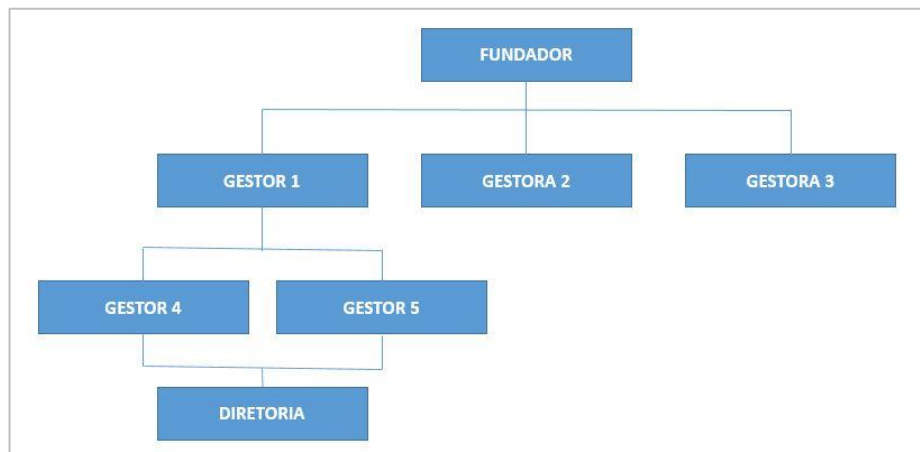 FUNDADOR
GESTOR 1
GESTORA 2
GESTORA 3
GESTOR 4
GESTOR 5
DIRETORIA